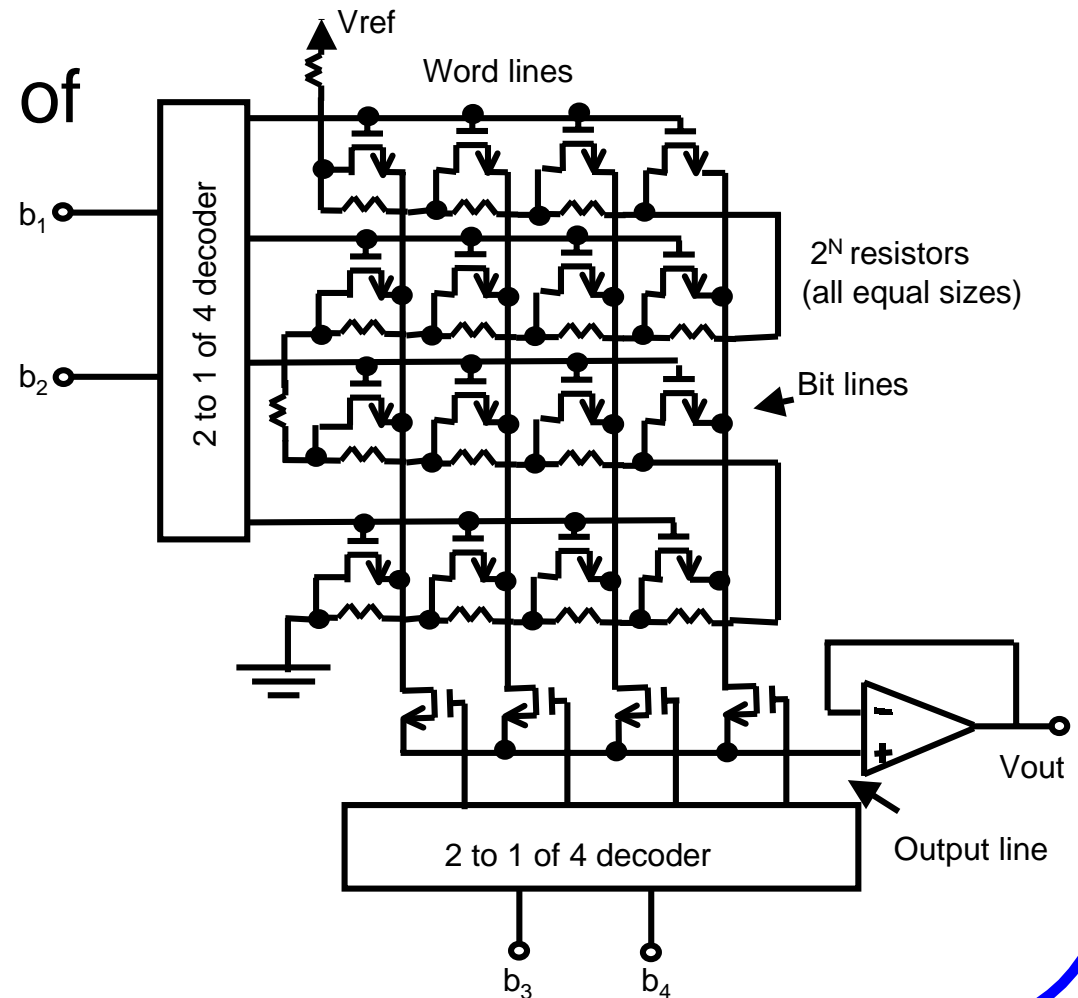 Vref
of
Word lines
b₁
2 to 1 of 4 decoder
2ᴺ resistors
(all equal sizes)
b₂
Bit lines
-
+
Vout
2 to 1 of 4 decoder
Output line
b₃
b₄